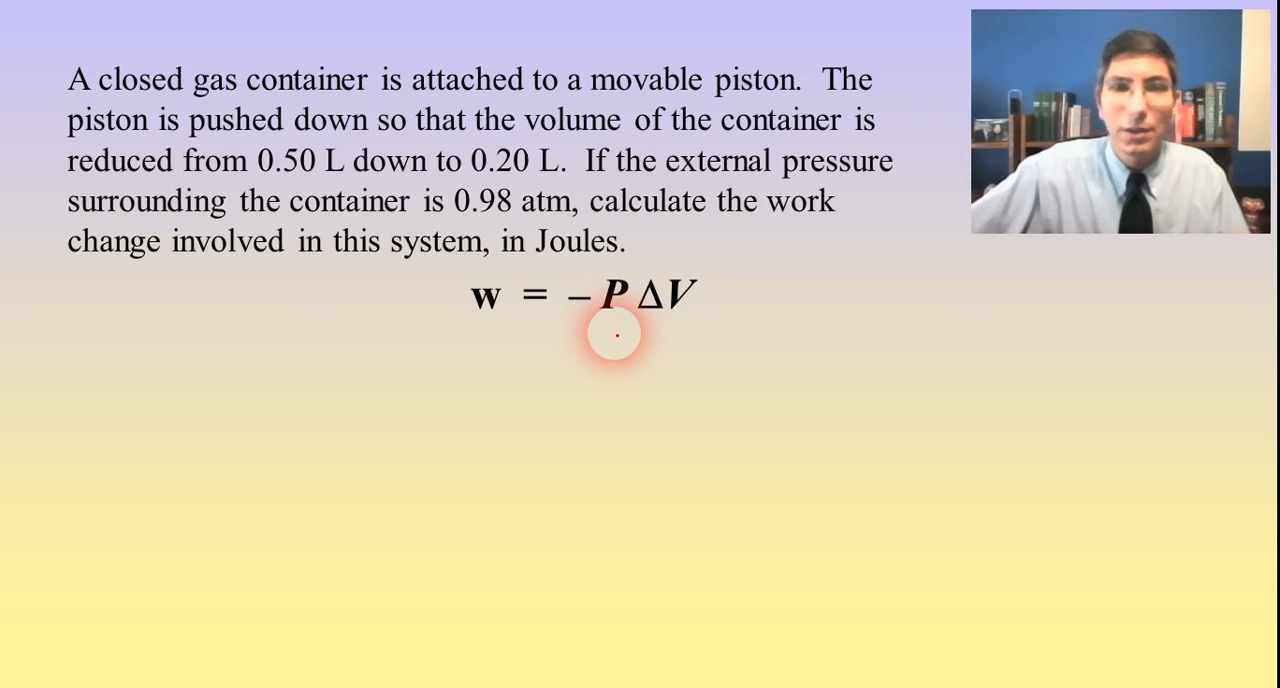 A closed gas container is attached to a movable piston. The
piston is pushed down so that the volume of the container is
reduced from 0.50 L down to 0.20 L. If the external pressure
surrounding the container is 0.98 atm, calculate the work
change involved in this system, in Joules.
w = – P ΔV